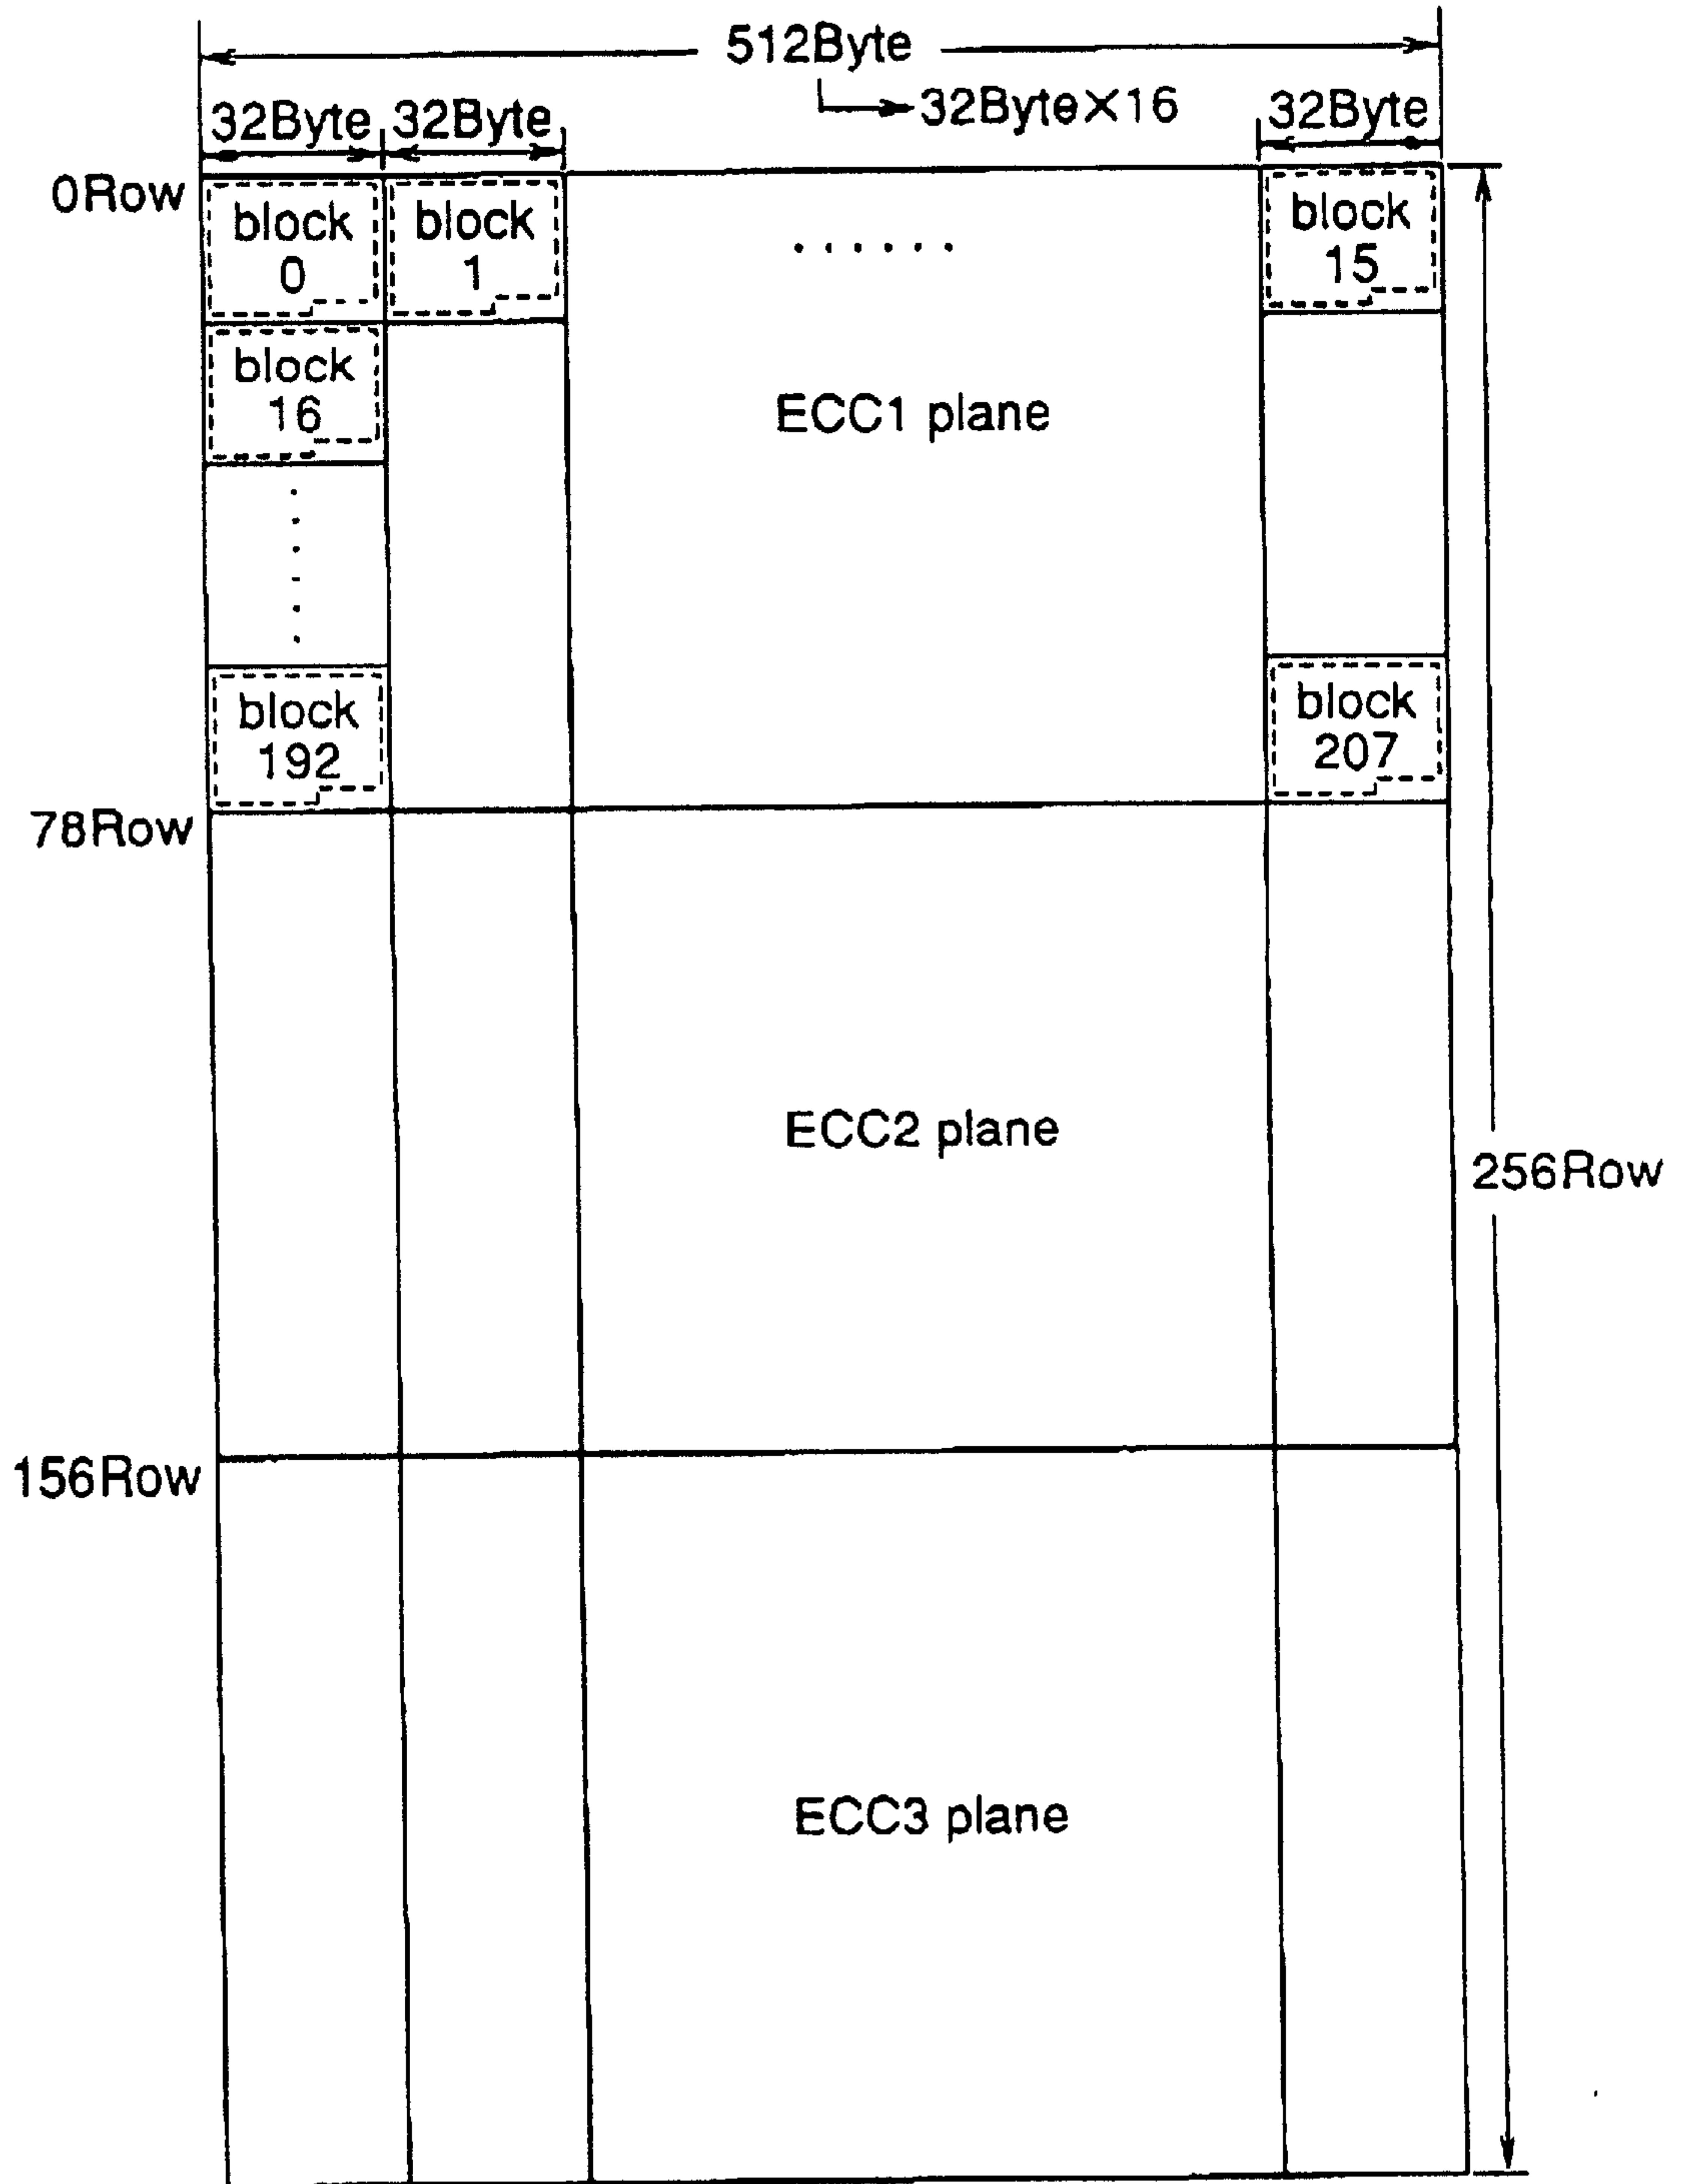 512Byte
32Byte×16
32Byte 32Byte 32Byte
0Row
block 0
block 1
· · · · · ·
block 15
block 16
ECC1 plane
block 192
block 207
78Row
ECC2 plane
256Row
156Row
ECC3 plane